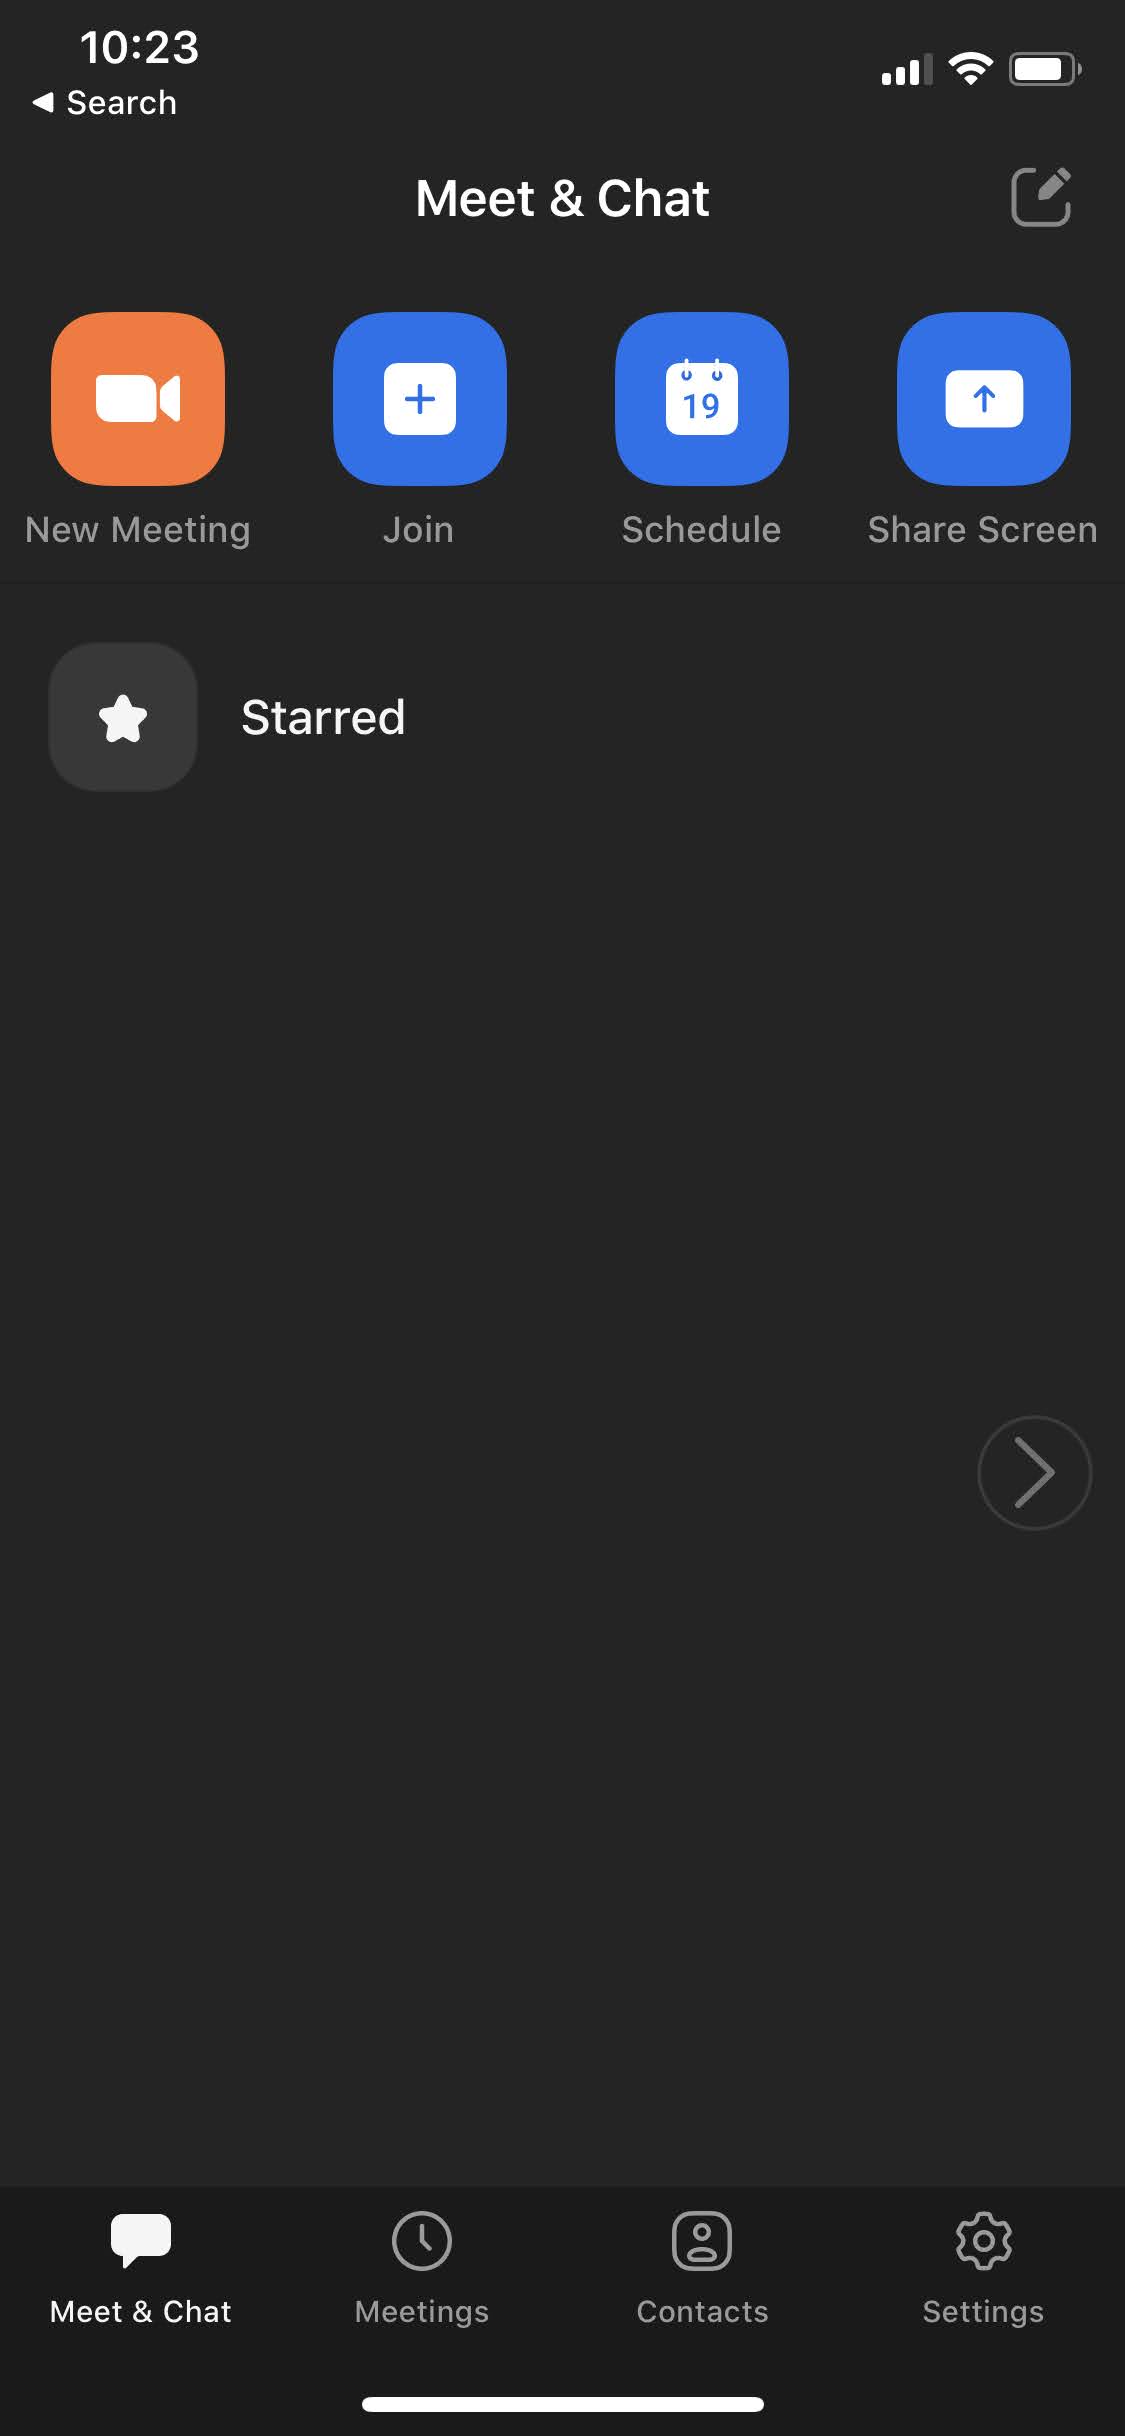 10:23
Search
Meet & Chat
19
New Meeting
Join
Schedule
Share Screen
Starred
Meet & Chat
Meetings
Contacts
Settings